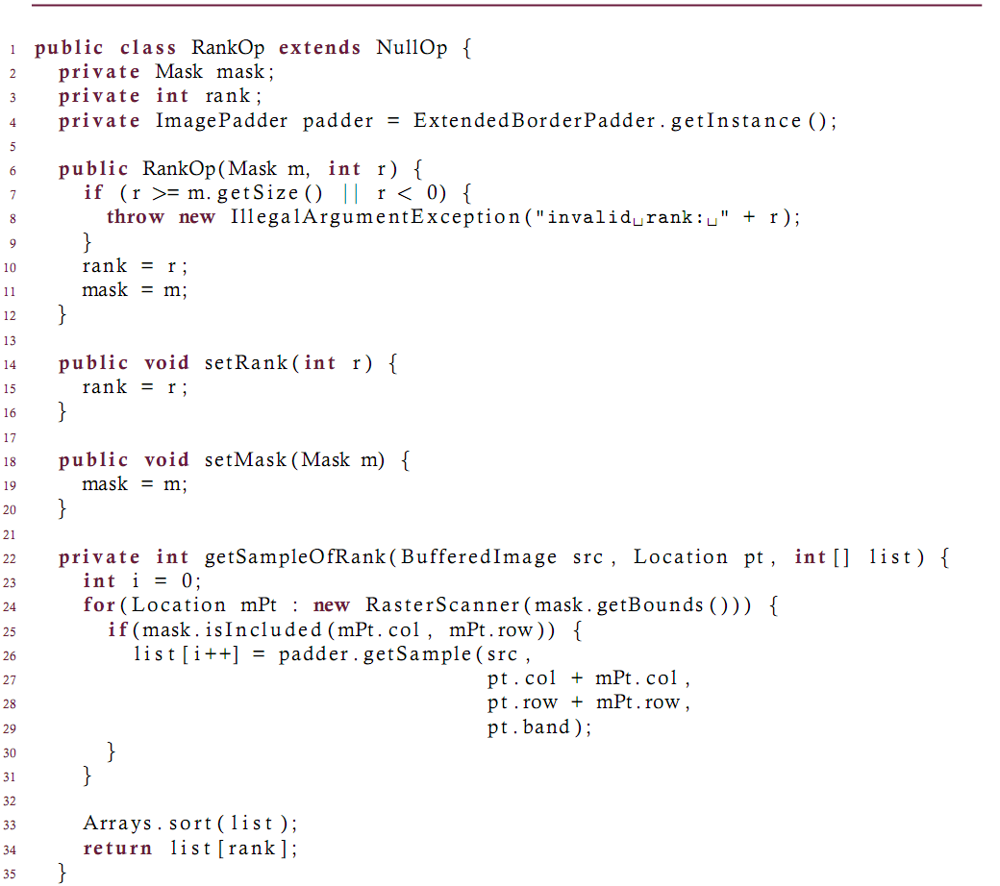 1 public class RankOp extends NullOp {
2   private Mask mask;
3   private int rank;
4   private ImagePadder padder = ExtendedBorderPadder.getInstance();
5
6   public RankOp(Mask m, int r) {
7     if (r >= m.getSize() || r < 0) {
8       throw new IllegalArgumentException("invalid␣rank:␣" + r);
9     }
10     rank = r;
11     mask = m;
12   }
13
14   public void setRank(int r) {
15     rank = r;
16   }
17
18   public void setMask(Mask m) {
19     mask = m;
20   }
21
22   private int getSampleOfRank(BufferedImage src, Location pt, int[] list) {
23     int i = 0;
24     for(Location mPt : new RasterScanner(mask.getBounds())) {
25       if(mask.isIncluded(mPt.col, mPt.row)) {
26         list[i++] = padder.getSample(src,
27                                      pt.col + mPt.col,
28                                      pt.row + mPt.row,
29                                      pt.band);
30       }
31     }
32
33     Arrays.sort(list);
34     return list[rank];
35   }